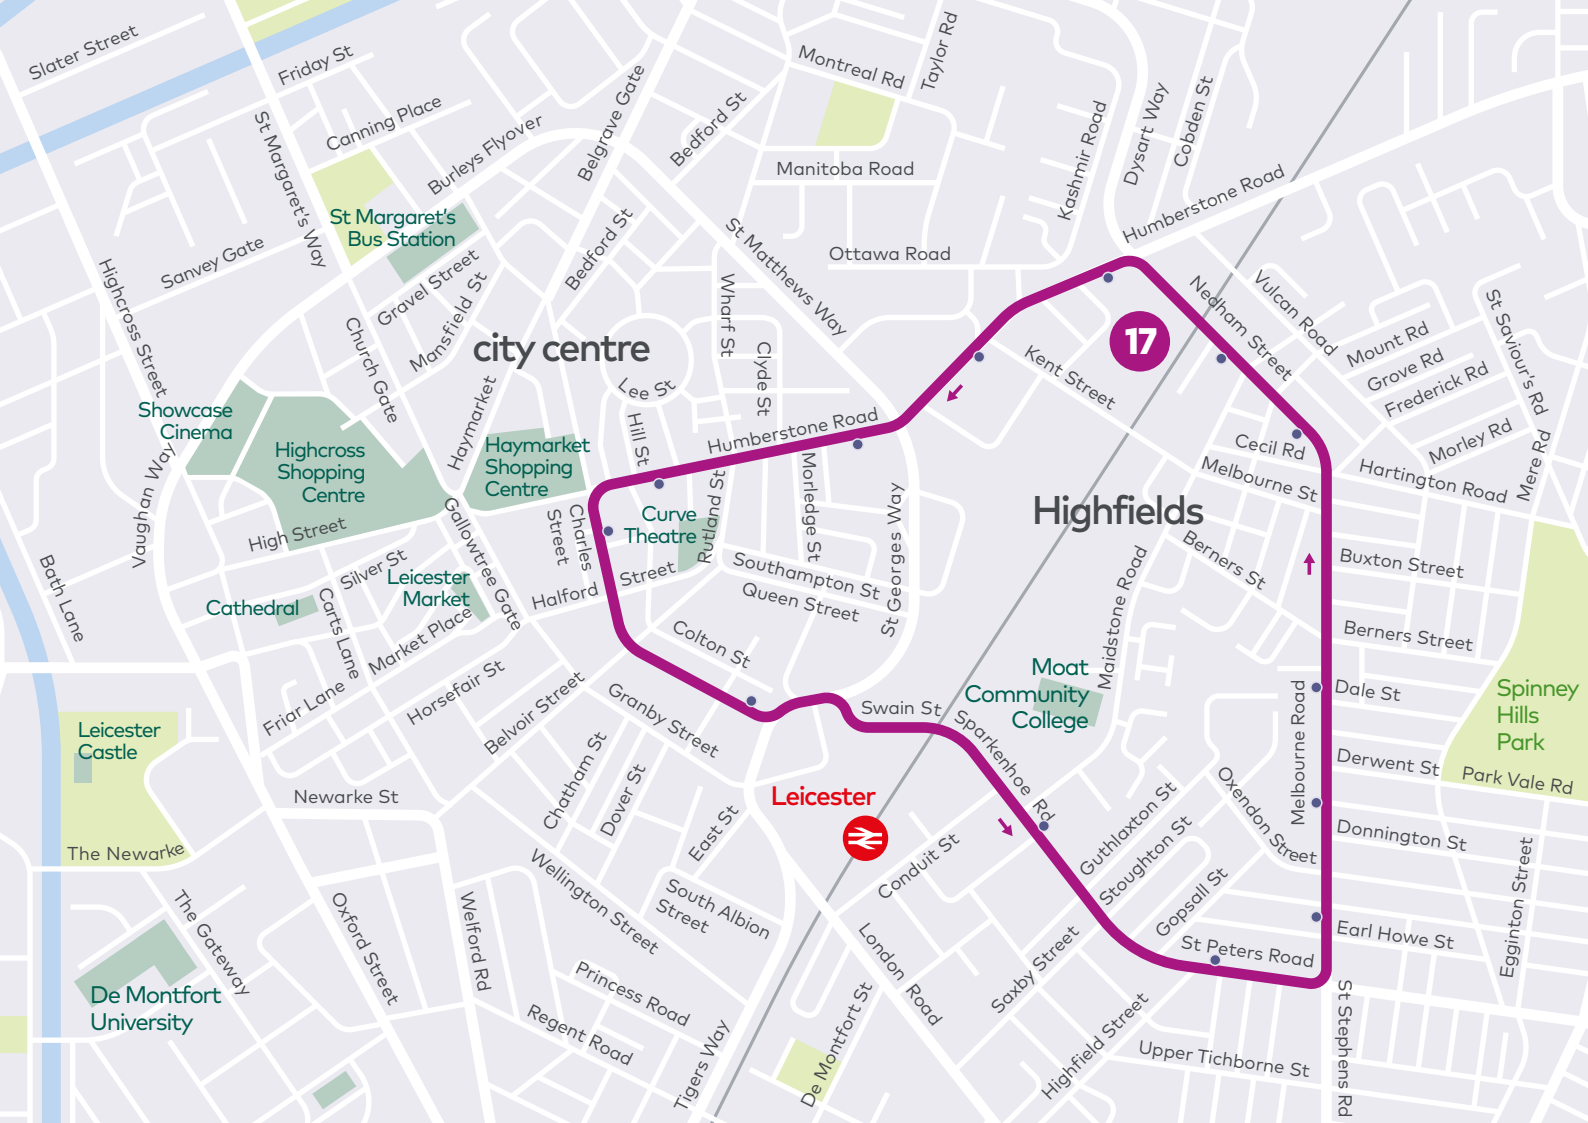 Slater Street
Friday St
Montreal Rd
Taylor Rd
St Margaret's Way
Canning Place
Burleys Flyover
Belgrave Gate
Bedford St
Kashmir Road
Dysart Way
Cobden St
Manitoba Road
Humberstone Road
St Margaret's
Bus Station
Sanvey Gate
Gravel Street
Mansfield St
Bedford St
St Matthews Way
Ottawa Road
Highcross Street
Church Gate
Wharf St
Clyde St
Nedham Street
Vulcan Road
St Saviour's Rd
17
city centre
Kent Street
Mount Rd
Grove Rd
Frederick Rd
Morley Rd
Mere Rd
Haymarket
Lee St
Hill St
Humberstone Road
Showcase
Cinema
Highcross
Shopping
Centre
Haymarket
Shopping
Centre
Cecil Rd
Melbourne St
Hartington Road
Vaughan Way
High Street
Gallowtree Gate
Charles
Street
Curve
Theatre
Rutland St
Morledge St
St Georges Way
Highfields
Berners St
Buxton Street
Bath Lane
Silver St
Leicester
Market
Cathedral
Carts Lane
Market Place
Halford Street
Southampton St
Queen Street
Maidstone Road
Berners Street
Colton St
Friar Lane
Horsefair St
Belvoir Street
Granby Street
Swain St
Sparkenhoe Rd
Moat
Community
College
Melbourne Road
Dale St
Spinney
Hills
Park
Leicester
Castle
Chatham St
Dover St
Derwent St
Park Vale Rd
Newarke St
Leicester
Oxendon Street
Guthlaxton St
Stoughton St
Gopsall St
Donnington St
The Newarke
East St
Conduit St
Wellington Street
South Albion
Street
The Gateway
Oxford Street
Welford Rd
London Road
Saxby Street
St Peters Road
Earl Howe St
Egginton Street
De Montfort
University
Princess Road
Regent Road
Tigers Way
De Montfort St
Highfield Street
Upper Tichborne St
St Stephens Rd